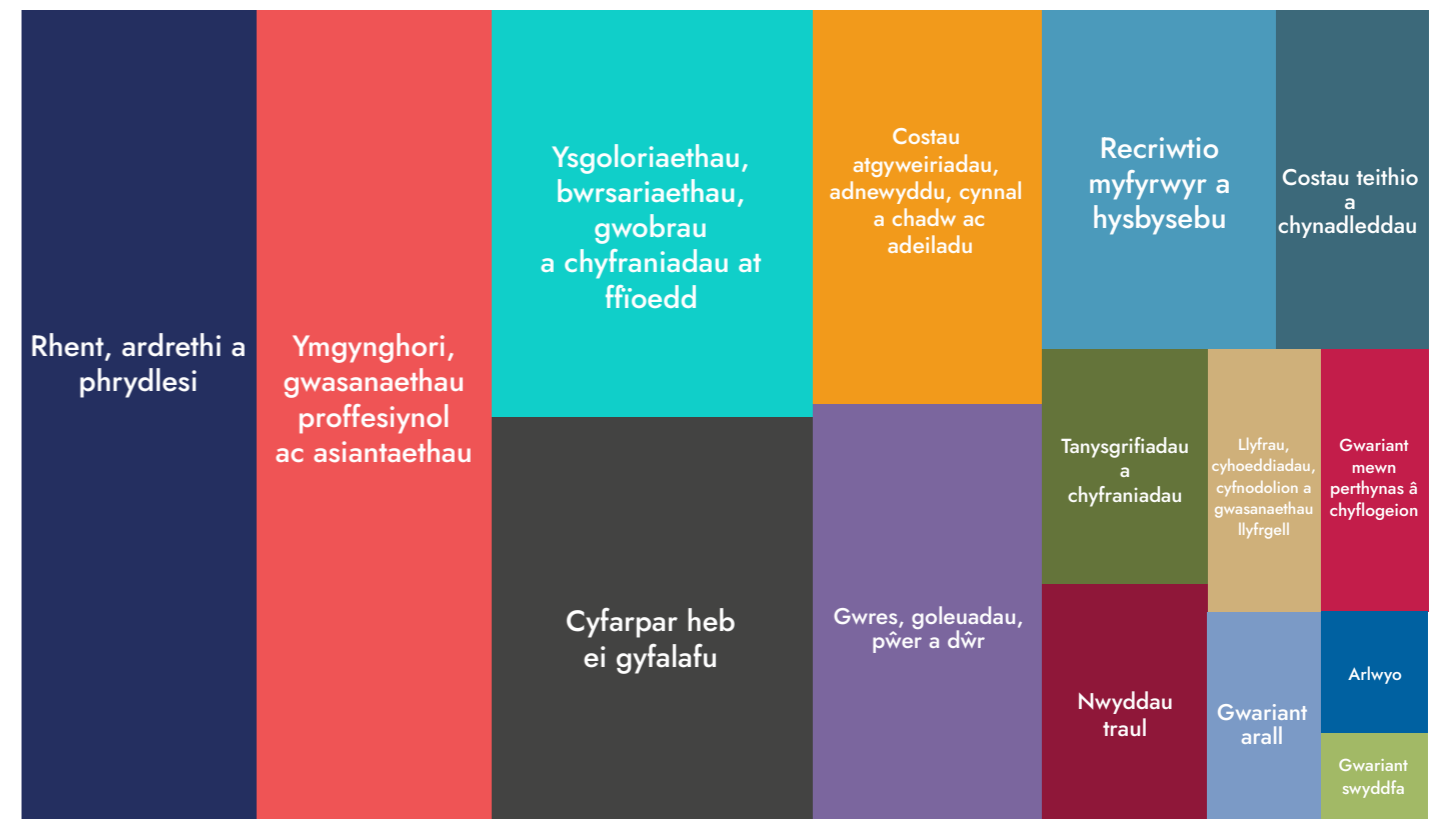 Rhent, ardrethi a
phrydlesi
Ymgynghori,
gwasanaethau
proffesiynol
ac asiantaethau
Ysgoloriaethau,
bwrsariaethau,
gwobrau
a chyfraniadau at
ffïoedd
Cyfarpar heb
ei gyfalafu
Costau
atgyweiriadau,
adnewyddu, cynnal
a chadw ac
adeiladu
Gwres, goleuadau,
pŵer a dŵr
Recriwtio
myfyrwyr a
hysbysebu
Costau teithio
a
chynadleddau
Tanysgrifiadau
a
chyfraniadau
Llyfrau,
cyhoeddiadau,
cyfnodolion a
gwasanaethau
llyfrgell
Gwariant
mewn
perthynas â
chyflogeion
Nwyddau
traul
Gwariant
arall
Arlwyo
Gwariant
swyddfa